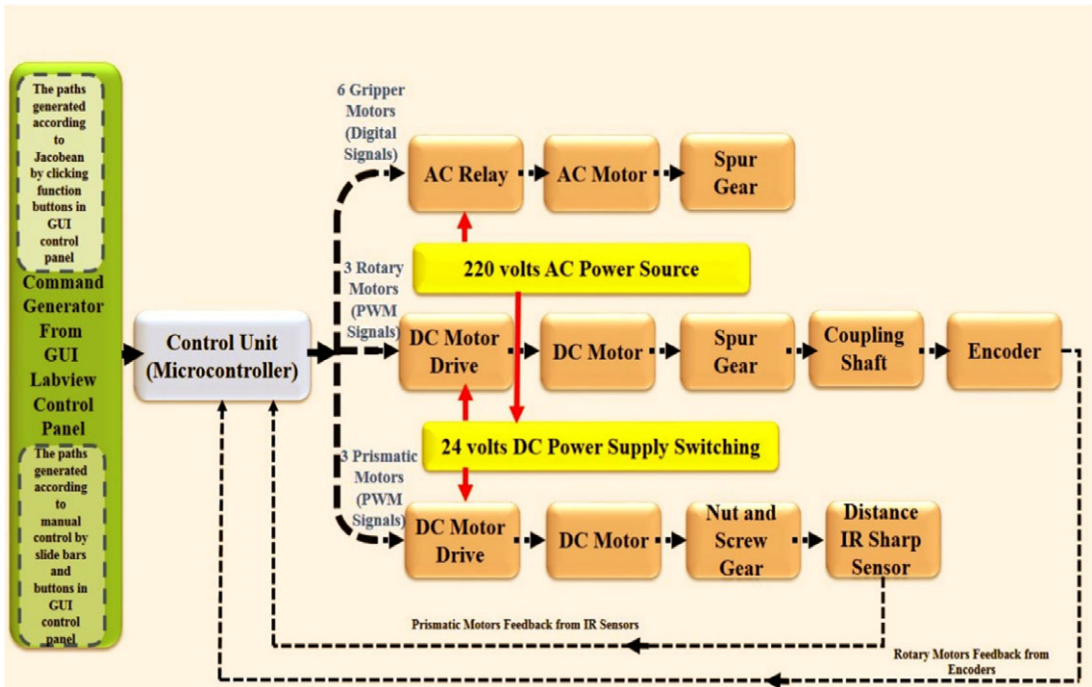 The paths
generated
according
to
Jacobean
by clicking
function
buttons in
GUI
control
panel
Command
Generator
From
GUI
Labview
Control
Panel
The paths
generated
according
to
manual
control by
slide bars
and
buttons in
GUI
control
panel
Control Unit
(Microcontroller)
6 Gripper
Motors
(Digital
Signals)
AC Relay
AC Motor
Spur
Gear
220 volts AC Power Source
3 Rotary
Motors
(PWM
Signals)
DC Motor
Drive
DC Motor
Spur
Gear
Coupling
Shaft
Encoder
24 volts DC Power Supply Switching
3 Prismatic
Motors
(PWM
Signals)
DC Motor
Drive
DC Motor
Nut and
Screw
Gear
Distance
IR Sharp
Sensor
Prismatic Motors Feedback from IR Sensors
Rotary Motors Feedback from
Encoders